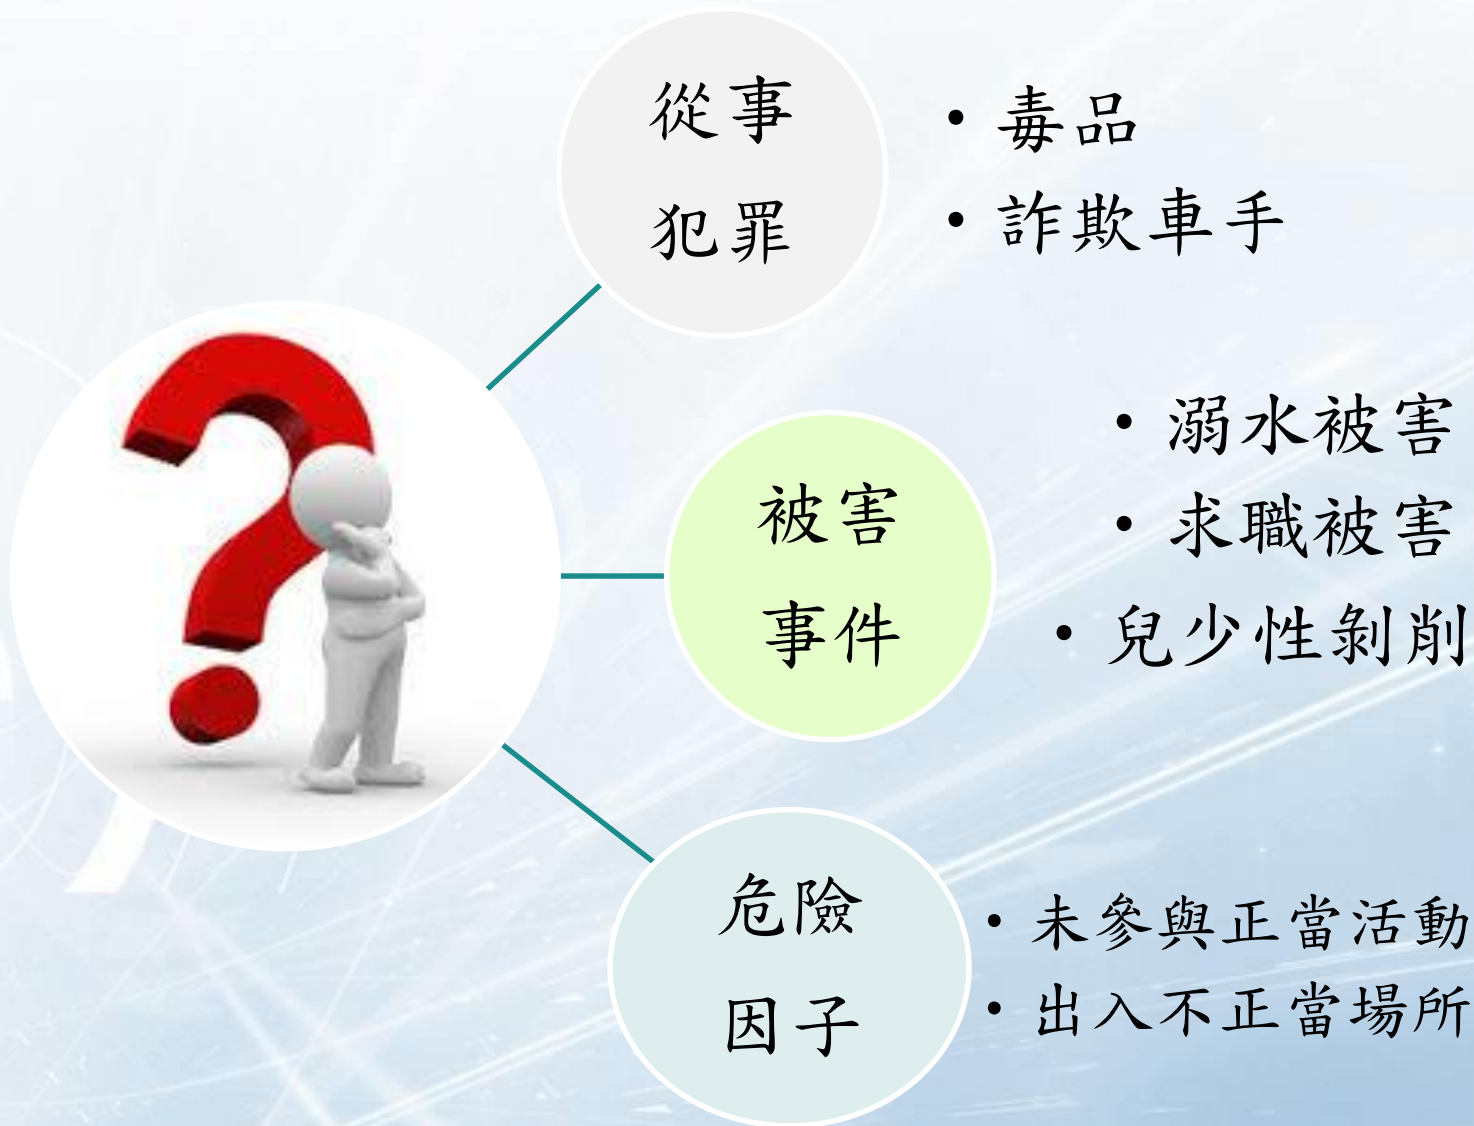 從事
犯罪
• 毒品
• 詐欺車手
被害
事件
• 溺水被害
• 求職被害
• 兒少性剝削
危險
因子
• 未參與正當活動
• 出入不正當場所